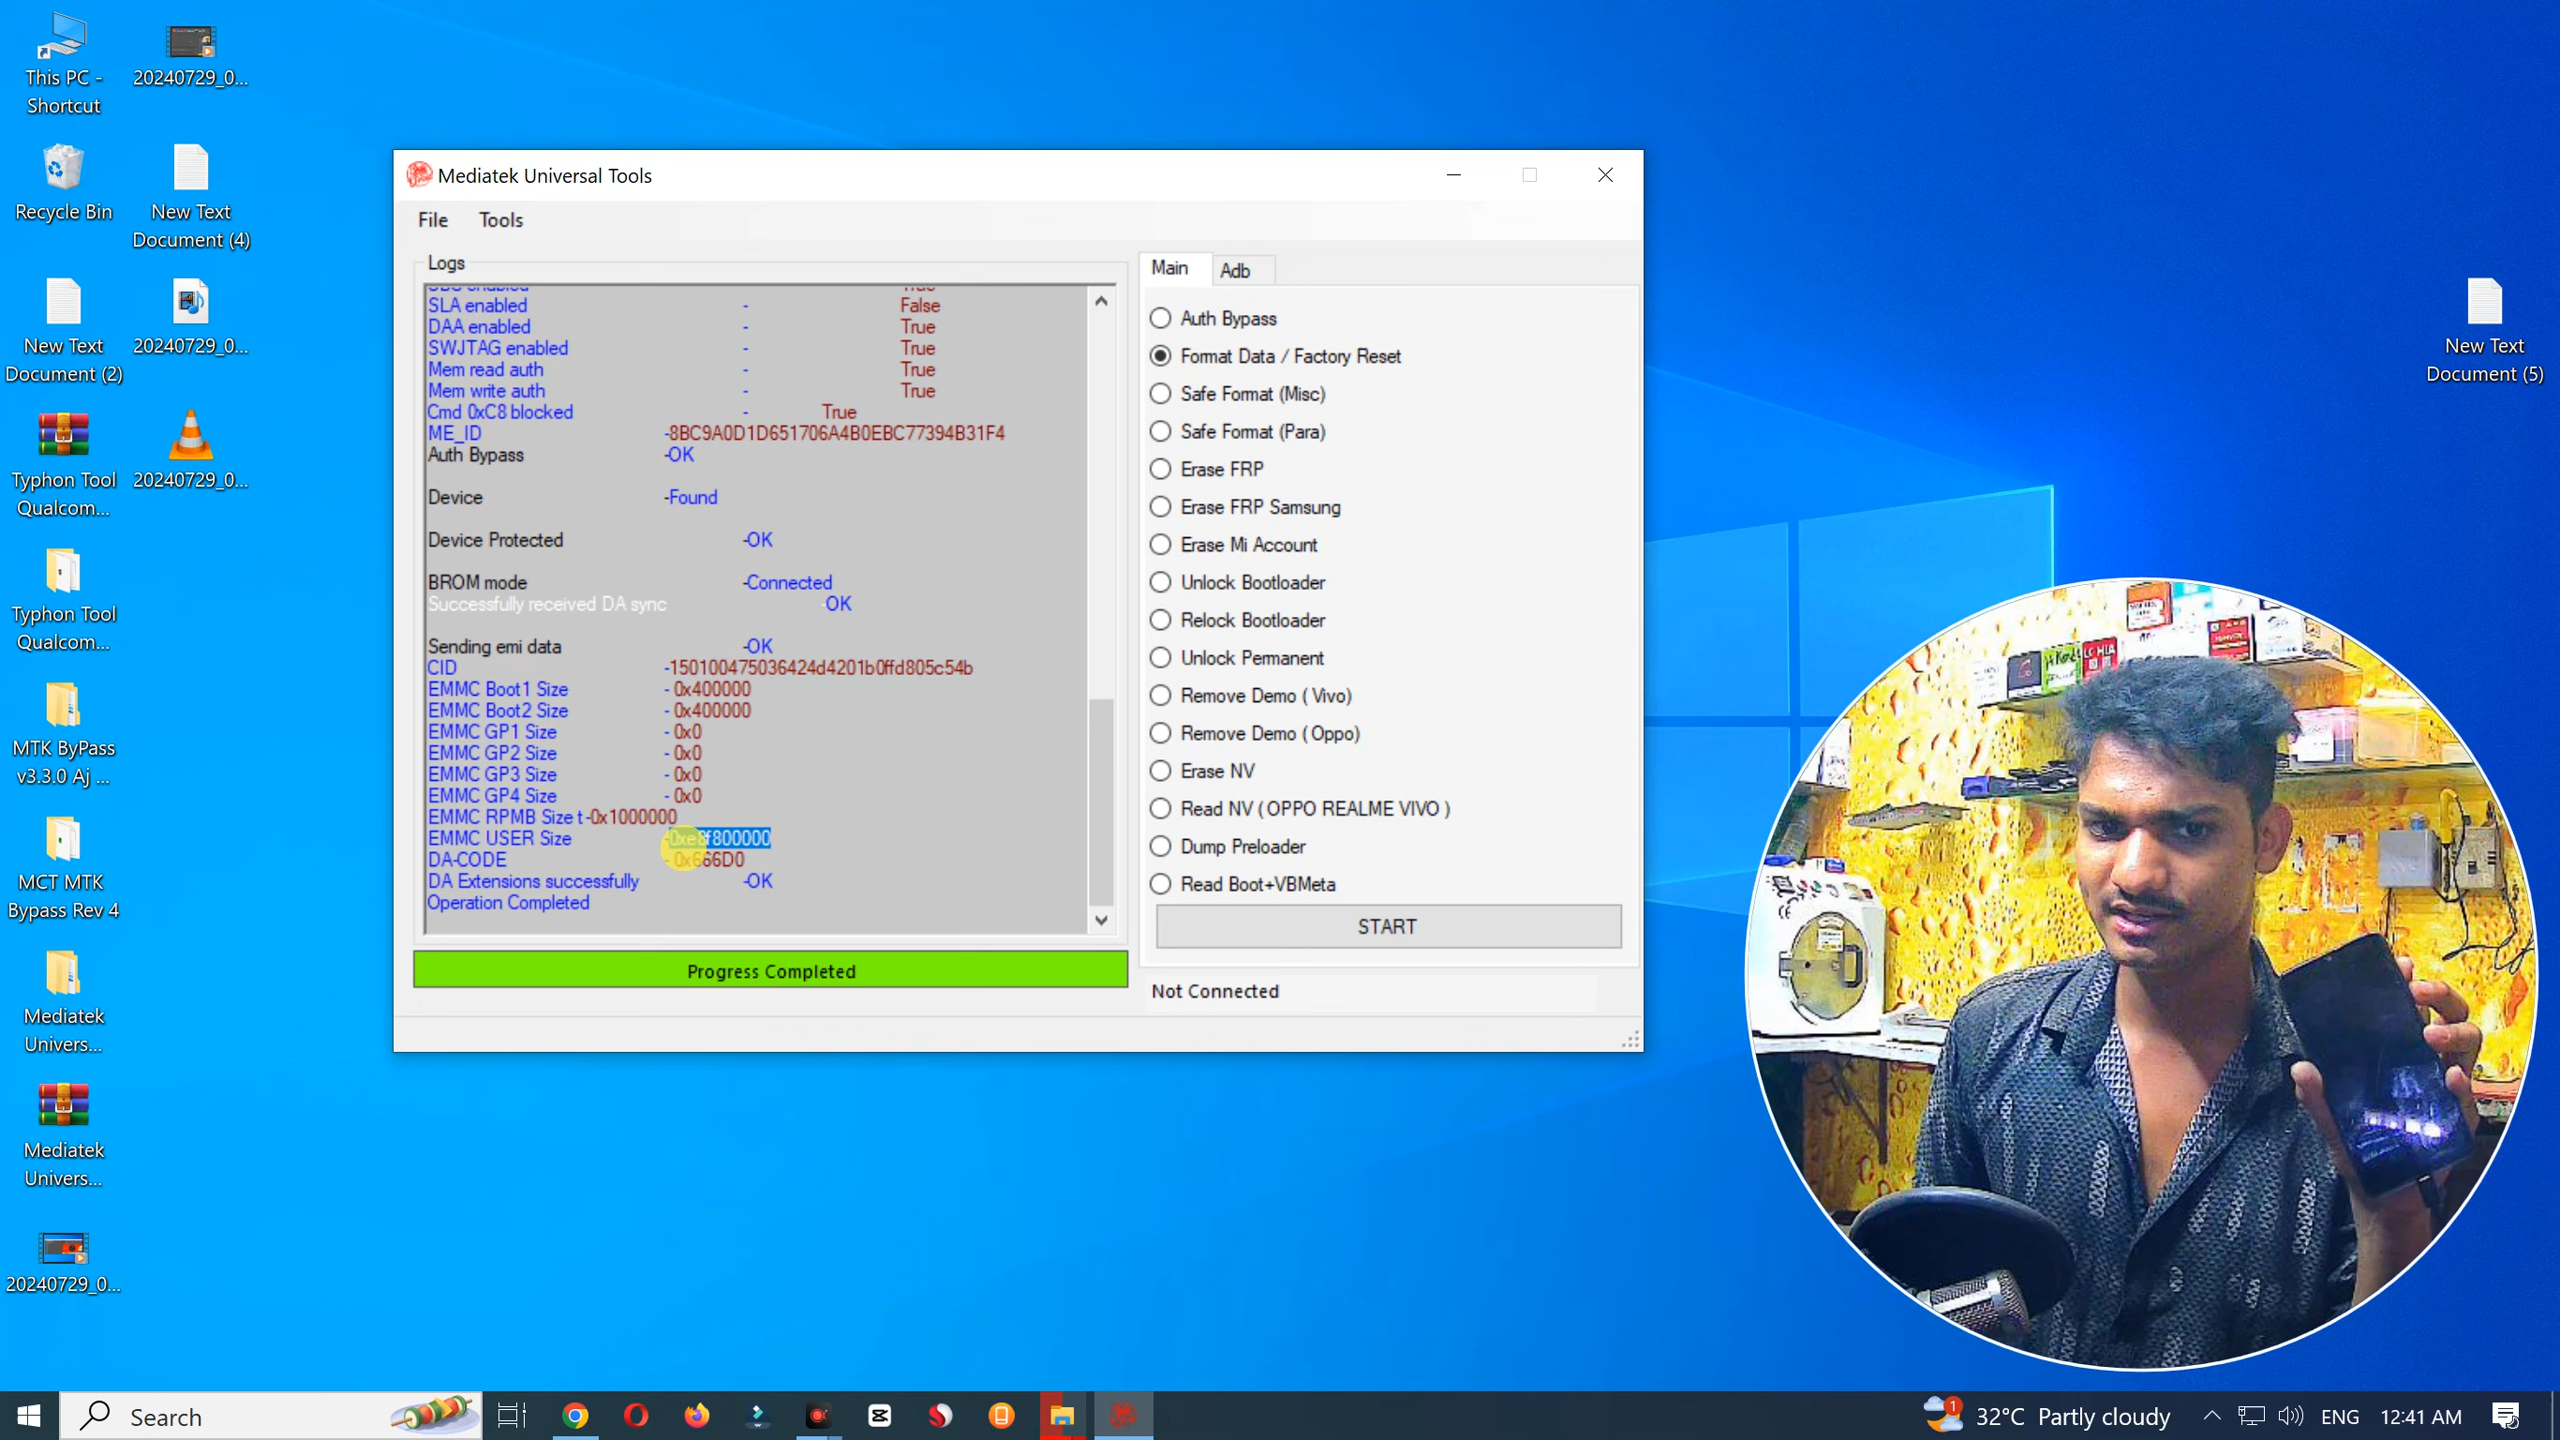 This PC -
Shortcut
20240729_0...
Recycle Bin
New Text
Document (4)
New Text
Document (2)
20240729_0...
Typhon Tool
Qualcom...
20240729_0...
Typhon Tool
Qualcom...
MTK ByPass
v3.3.0 Aj ...
MCT MTK
Bypass Rev 4
Mediatek
Univers...
Mediatek
Univers...
20240729_0...
New Text
Document (5)
Mediatek Universal Tools
File Tools
Logs
SLA enabled - False
DAA enabled - True
SWJTAG enabled - True
Mem read auth - True
Mem write auth - True
Cmd 0xC8 blocked - True
ME_ID -8BC9A0D1D651706A4B0EBC77394B31F4
Auth Bypass -OK
Device -Found
Device Protected -OK
BROM mode -Connected
Successfully received DA sync -OK
Sending emi data -OK
CID -150100475036424d4201b0ffd805c54b
EMMC Boot1 Size - 0x400000
EMMC Boot2 Size - 0x400000
EMMC GP1 Size - 0x0
EMMC GP2 Size - 0x0
EMMC GP3 Size - 0x0
EMMC GP4 Size - 0x0
EMMC RPMB Size t -0x1000000
EMMC USER Size -0xe8f800000
DA-CODE - 0x666D0
DA Extensions successfully -OK
Operation Completed
Progress Completed
Main Adb
Auth Bypass
Format Data / Factory Reset
Safe Format (Misc)
Safe Format (Para)
Erase FRP
Erase FRP Samsung
Erase Mi Account
Unlock Bootloader
Relock Bootloader
Unlock Permanent
Remove Demo ( Vivo)
Remove Demo ( Oppo)
Erase NV
Read NV ( OPPO REALME VIVO )
Dump Preloader
Read Boot+VBMeta
START
Not Connected
Search
1
32°C Partly cloudy
ENG
12:41 AM